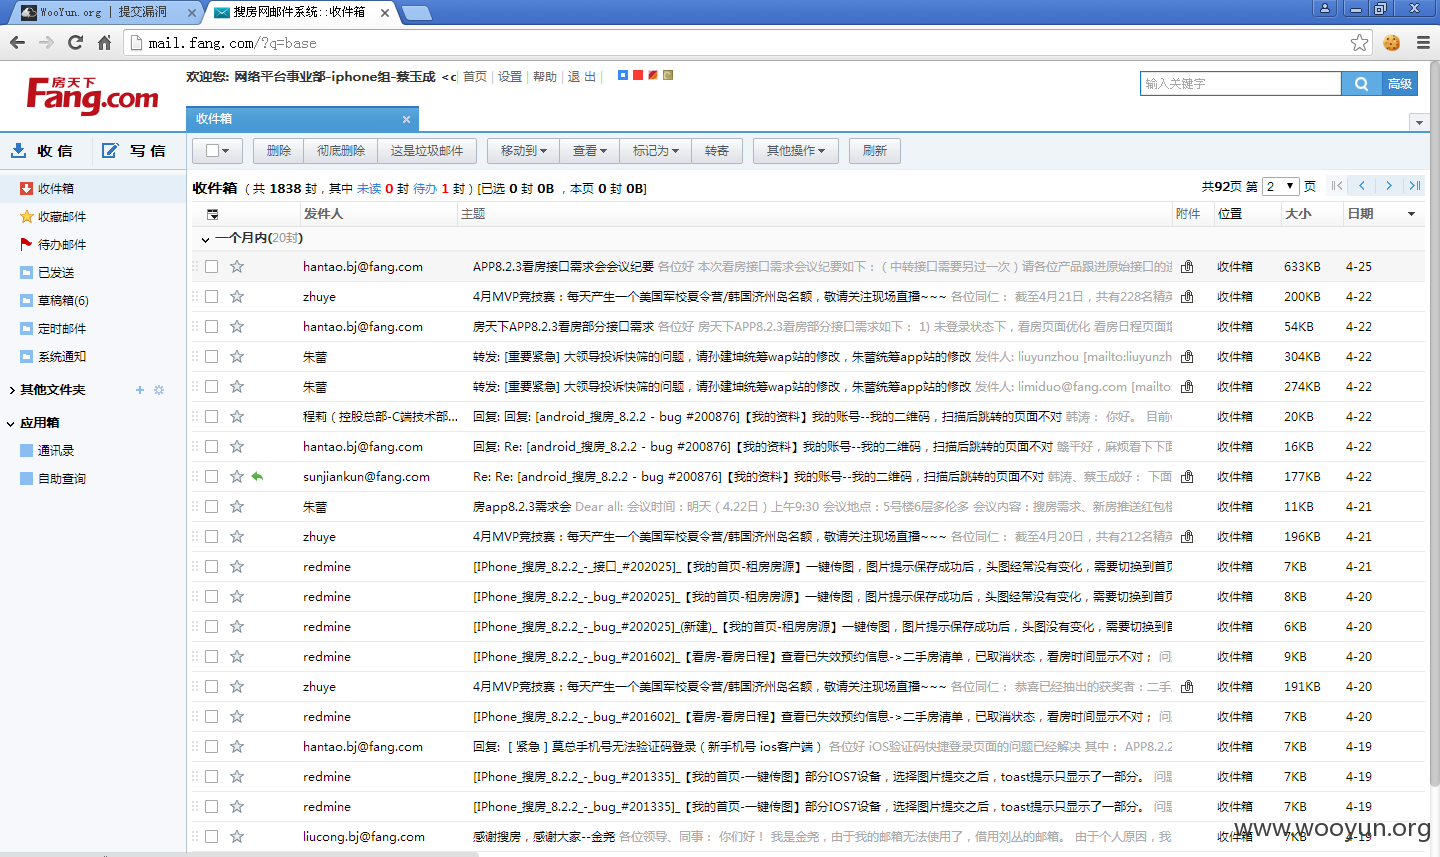 WooYun.org | 提交漏洞
搜房网邮件系统::收件箱
mail.fang.com/?q=base
房天下
Fang.com
欢迎您: 网络平台事业部-iphone组-蔡玉成 <c| 首页 | 设置 | 帮助 | 退 出 |
输入关键字
高级
收件箱
收 信
写 信
删除 彻底删除 这是垃圾邮件 移动到 查看 标记为 转寄 其他操作 刷新
收件箱（共 1838 封，其中 未读 0 封 待办 1 封）[已选 0 封 0B ，本页 0 封 0B]
共92页 第 2 页
收件箱
收藏邮件
待办邮件
已发送
草稿箱(6)
定时邮件
系统通知
其他文件夹
应用箱
通讯录
自助查询
发件人 主题 附件 位置 大小 日期
一个月内(20封)
hantao.bj@fang.com APP8.2.3看房接口需求会会议纪要 各位好 本次看房接口需求会议纪要如下：（中转接口需要另过一次）请各位产品跟进原始接口的进 收件箱 633KB 4-25
zhuye 4月MVP竞技赛：每天产生一个美国军校夏令营/韩国济州岛名额，敬请关注现场直播~~~ 各位同仁： 截至4月21日，共有228名精英 收件箱 200KB 4-22
hantao.bj@fang.com 房天下APP8.2.3看房部分接口需求 各位好 房天下APP8.2.3看房部分接口需求如下： 1) 未登录状态下，看房页面优化 看房日程页面增 收件箱 54KB 4-22
朱蕾 转发: [重要紧急] 大领导投诉快筛的问题，请孙建坤统筹wap站的修改，朱蕾统筹app站的修改 发件人: liuyunzhou [mailto:liuyunzh 收件箱 304KB 4-22
朱蕾 转发: [重要紧急] 大领导投诉快筛的问题，请孙建坤统筹wap站的修改，朱蕾统筹app站的修改 发件人: limiduo@fang.com [mailto: 收件箱 274KB 4-22
程莉（控股总部-C端技术部... 回复: 回复: [android_搜房_8.2.2 - bug #200876]【我的资料】我的账号--我的二维码，扫描后跳转的页面不对 韩涛： 你好。 目前 收件箱 20KB 4-22
hantao.bj@fang.com 回复: Re: [android_搜房_8.2.2 - bug #200876]【我的资料】我的账号--我的二维码，扫描后跳转的页面不对 赣平好，麻烦看下下面 收件箱 16KB 4-22
sunjiankun@fang.com Re: Re: [android_搜房_8.2.2 - bug #200876]【我的资料】我的账号--我的二维码，扫描后跳转的页面不对 韩涛、蔡玉成好： 下面 收件箱 177KB 4-22
朱蕾 房app8.2.3需求会 Dear all: 会议时间：明天（4.22日）上午9:30 会议地点：5号楼6层多伦多 会议内容：搜房需求、新房推送红包模 收件箱 11KB 4-21
zhuye 4月MVP竞技赛：每天产生一个美国军校夏令营/韩国济州岛名额，敬请关注现场直播~~~ 各位同仁： 截至4月20日，共有212名精英 收件箱 196KB 4-21
redmine [IPhone_搜房_8.2.2_-_接口_#202025]_【我的首页-租房房源】一键传图，图片提示保存成功后，头图经常没有变化，需要切换到首页 收件箱 7KB 4-21
redmine [IPhone_搜房_8.2.2_-_bug_#202025]_【我的首页-租房房源】一键传图，图片提示保存成功后，头图经常没有变化，需要切换到首页 收件箱 8KB 4-20
redmine [IPhone_搜房_8.2.2_-_bug_#202025]_(新建)_【我的首页-租房房源】一键传图，图片提示保存成功后，头图没有变化，需要切换到首 收件箱 6KB 4-20
redmine [IPhone_搜房_8.2.2_-_bug_#201602]_【看房-看房日程】查看已失效预约信息->二手房清单，已取消状态，看房时间显示不对； 问 收件箱 9KB 4-20
zhuye 4月MVP竞技赛：每天产生一个美国军校夏令营/韩国济州岛名额，敬请关注现场直播~~~ 各位同仁： 恭喜已经抽出的获奖者：二手 收件箱 191KB 4-20
redmine [IPhone_搜房_8.2.2_-_bug_#201602]_【看房-看房日程】查看已失效预约信息->二手房清单，已取消状态，看房时间显示不对； 问 收件箱 7KB 4-20
hantao.bj@fang.com 回复: [ 紧急 ] 莫总手机号无法验证码登录（新手机号 ios客户端） 各位好 iOS验证码快捷登录页面的问题已经解决 其中： APP8.2.2 收件箱 7KB 4-19
redmine [IPhone_搜房_8.2.2_-_bug_#201335]_【我的首页-一键传图】部分IOS7设备，选择图片提交之后，toast提示只显示了一部分。 问题 收件箱 7KB 4-19
redmine [IPhone_搜房_8.2.2_-_bug_#201335]_【我的首页-一键传图】部分IOS7设备，选择图片提交之后，toast提示只显示了一部分。 问题 收件箱 7KB 4-19
liucong.bj@fang.com 感谢搜房，感谢大家--金尧 各位领导、同事： 你们好！ 我是金尧，由于我的邮箱无法使用了，借用刘丛的邮箱。 由于个人原因，我 收件箱 7KB 4-19
www.wooyun.org